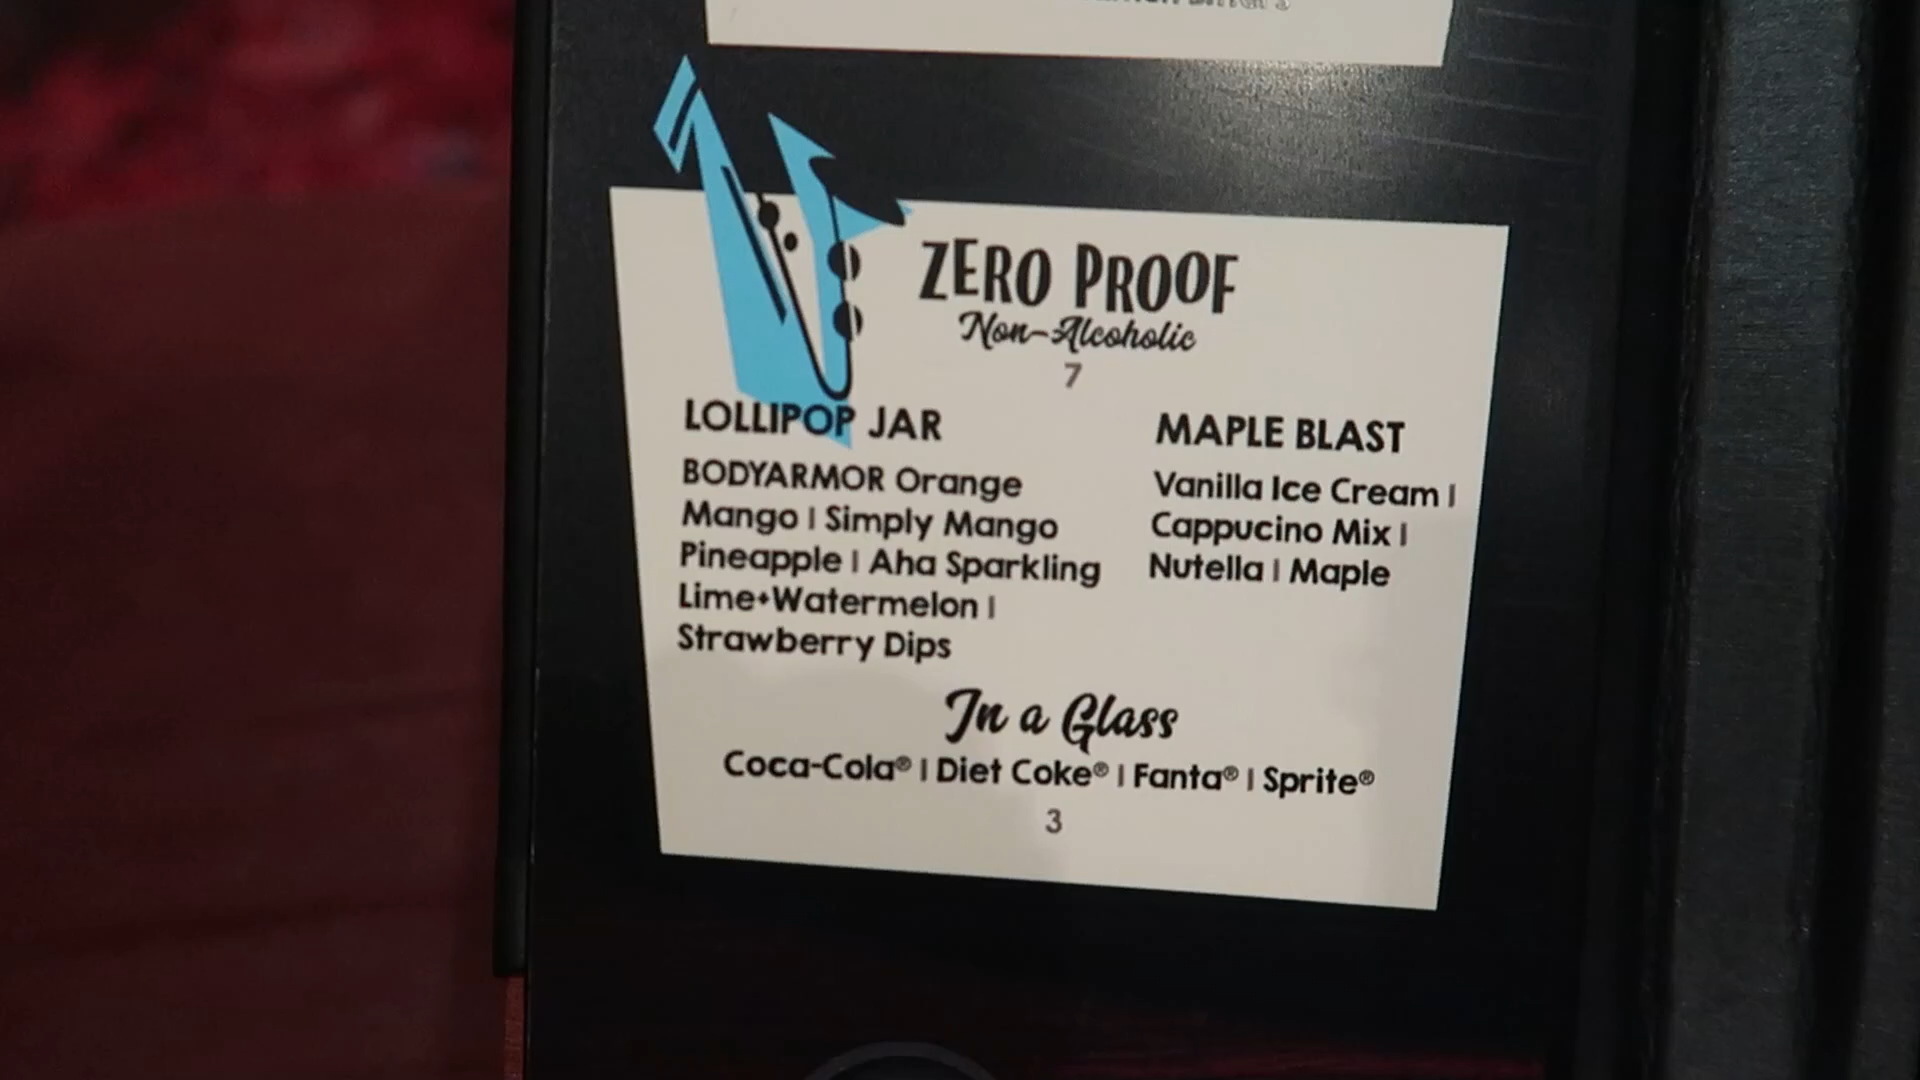 ZERO PROOF
Non-Alcoholic
7
LOLLIPOP JAR
BODYARMOR Orange
Mango | Simply Mango
Pineapple | Aha Sparkling
Lime+Watermelon |
Strawberry Dips
MAPLE BLAST
Vanilla Ice Cream |
Cappucino Mix |
Nutella | Maple
In a Glass
Coca-Cola® | Diet Coke® | Fanta® | Sprite®
3